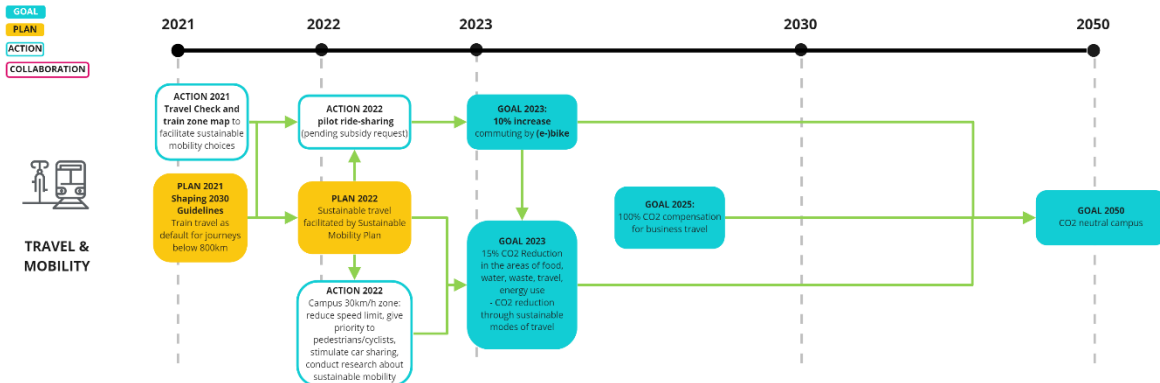 GOAL
PLAN
ACTION
COLLABORATION
2021
2022
2023
2030
2050
TRAVEL &
MOBILITY
ACTION 2021
Travel Check and
train zone map to
facilitate sustainable
mobility choices
PLAN 2021
Shaping 2030
Guidelines
Train travel as
default for journeys
below 800km
ACTION 2022
pilot ride-sharing
(pending subsidy request)
PLAN 2022
Sustainable travel
facilitated by Sustainable
Mobility Plan
ACTION 2022
Campus 30km/h zone:
reduce speed limit, give
priority to
pedestrians/cyclists,
stimulate car sharing,
conduct research about
sustainable mobility
GOAL 2023:
10% increase
commuting by (e-)bike
GOAL 2023
15% CO2 Reduction
in the areas of food,
water, waste, travel,
energy use
- CO2 reduction
through sustainable
modes of travel
GOAL 2025:
100% CO2 compensation
for business travel
GOAL 2050
CO2 neutral campus